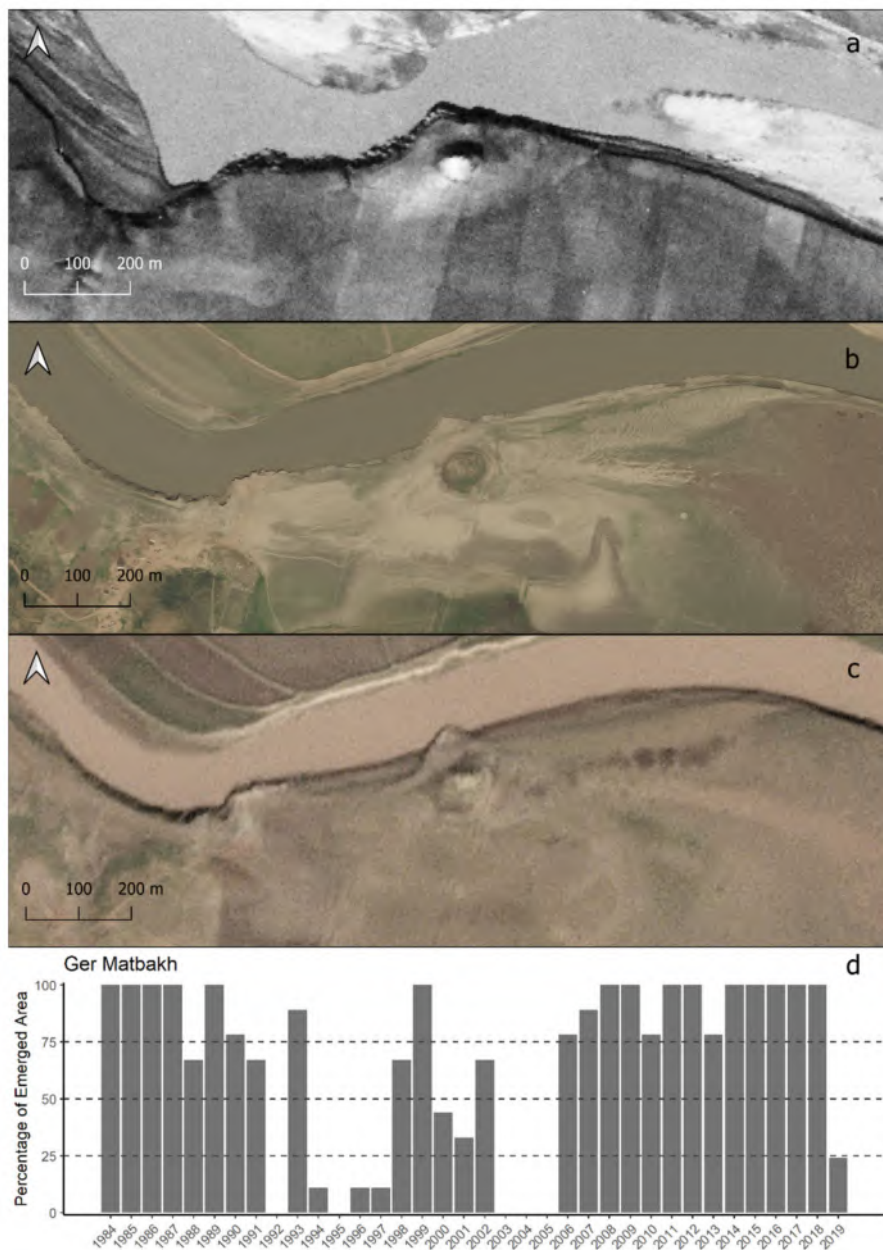 a
0 100 200 m
b
0 100 200 m
c
0 100 200 m
Ger Matbakh
d
Percentage of Emerged Area
100
75
50
25
0
1984 1985 1986 1987 1988 1989 1990 1991 1992 1993 1994 1995 1996 1997 1998 1999 2000 2001 2002 2003 2004 2005 2006 2007 2008 2009 2010 2011 2012 2013 2014 2015 2016 2017 2018 2019